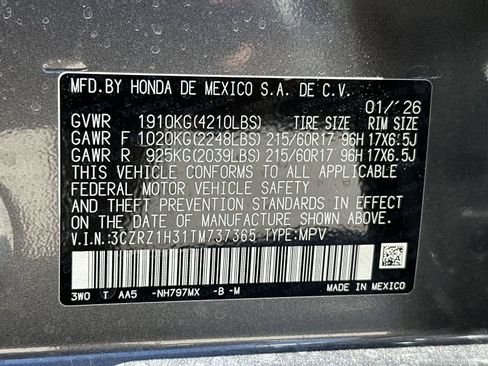 MFD.BY HONDA DE MEXICO S.A. DE C.V.
01/'26
GVWR 1910KG(4210LBS) TIRE SIZE RIM SIZE
GAWR F 1020KG(2248LBS) 215/60R17 96H 17X6.5J
GAWR R 925KG(2039LBS) 215/60R17 96H 17X6.5J
THIS VEHICLE CONFORMS TO ALL APPLICABLE
FEDERAL MOTOR VEHICLE SAFETY
AND THEFT PREVENTION STANDARDS IN EFFECT
ON THE DATE OF MANUFACTURE SHOWN ABOVE.
V.I.N:3CZRZ1H31TM737365 TYPE:MPV
3W0 T AA5 -NH797MX -B -M MADE IN MEXICO